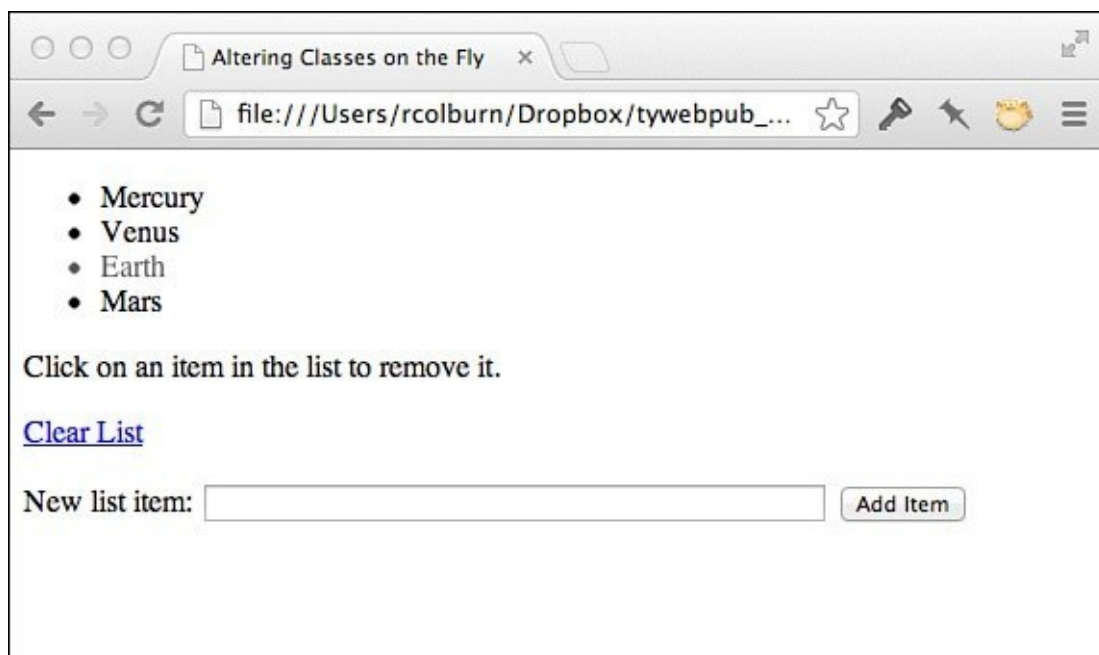 Altering Classes on the Fly
file:///Users/rcolburn/Dropbox/tywebpub_...
Mercury
Venus
Earth
Mars
Click on an item in the list to remove it.
Clear List
New list item:
Add Item